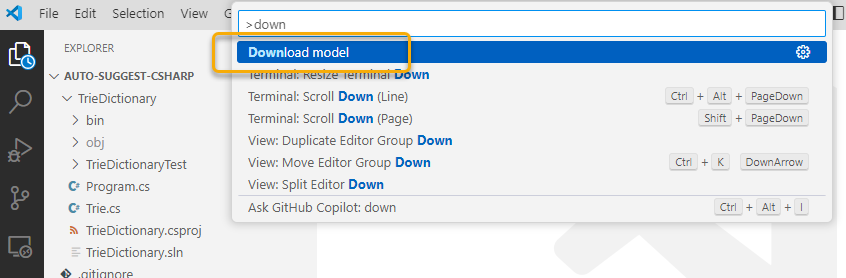 File
Edit
Selection
View
Go
>down
EXPLORER
Download model
AUTO-SUGGEST-CSHARP
Terminal: Resize Terminal Down
TrieDictionary
Terminal: Scroll Down (Line) Ctrl + Alt + PageDown
bin
Terminal: Scroll Down (Page) Shift + PageDown
obj
View: Duplicate Editor Group Down
TrieDictionaryTest
View: Move Editor Group Down Ctrl + K DownArrow
Program.cs
View: Split Editor Down
Trie.cs
Ask GitHub Copilot: down Ctrl + Alt + I
TrieDictionary.csproj
TrieDictionary.sln
.gitignore